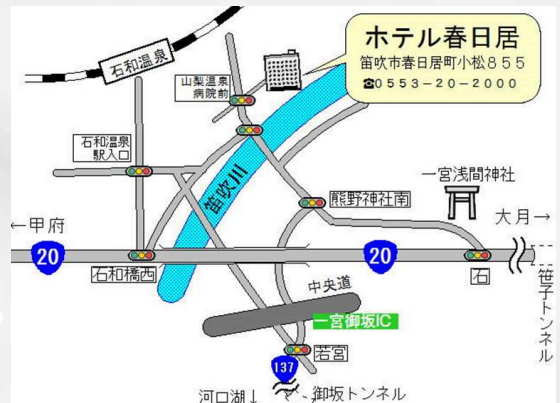 ホテル春日居
笛吹市春日居町小松８５５
☎０５５３－２０－２０００
石和温泉
山梨温泉
病院前
石和温泉
駅入口
笛吹川
熊野神社南
一宮浅間神社
←甲府
大月→
20
20
石和橋西
石
笹子トンネル
中央道
一宮御坂IC
若宮
137
河口湖↓
御坂トンネル